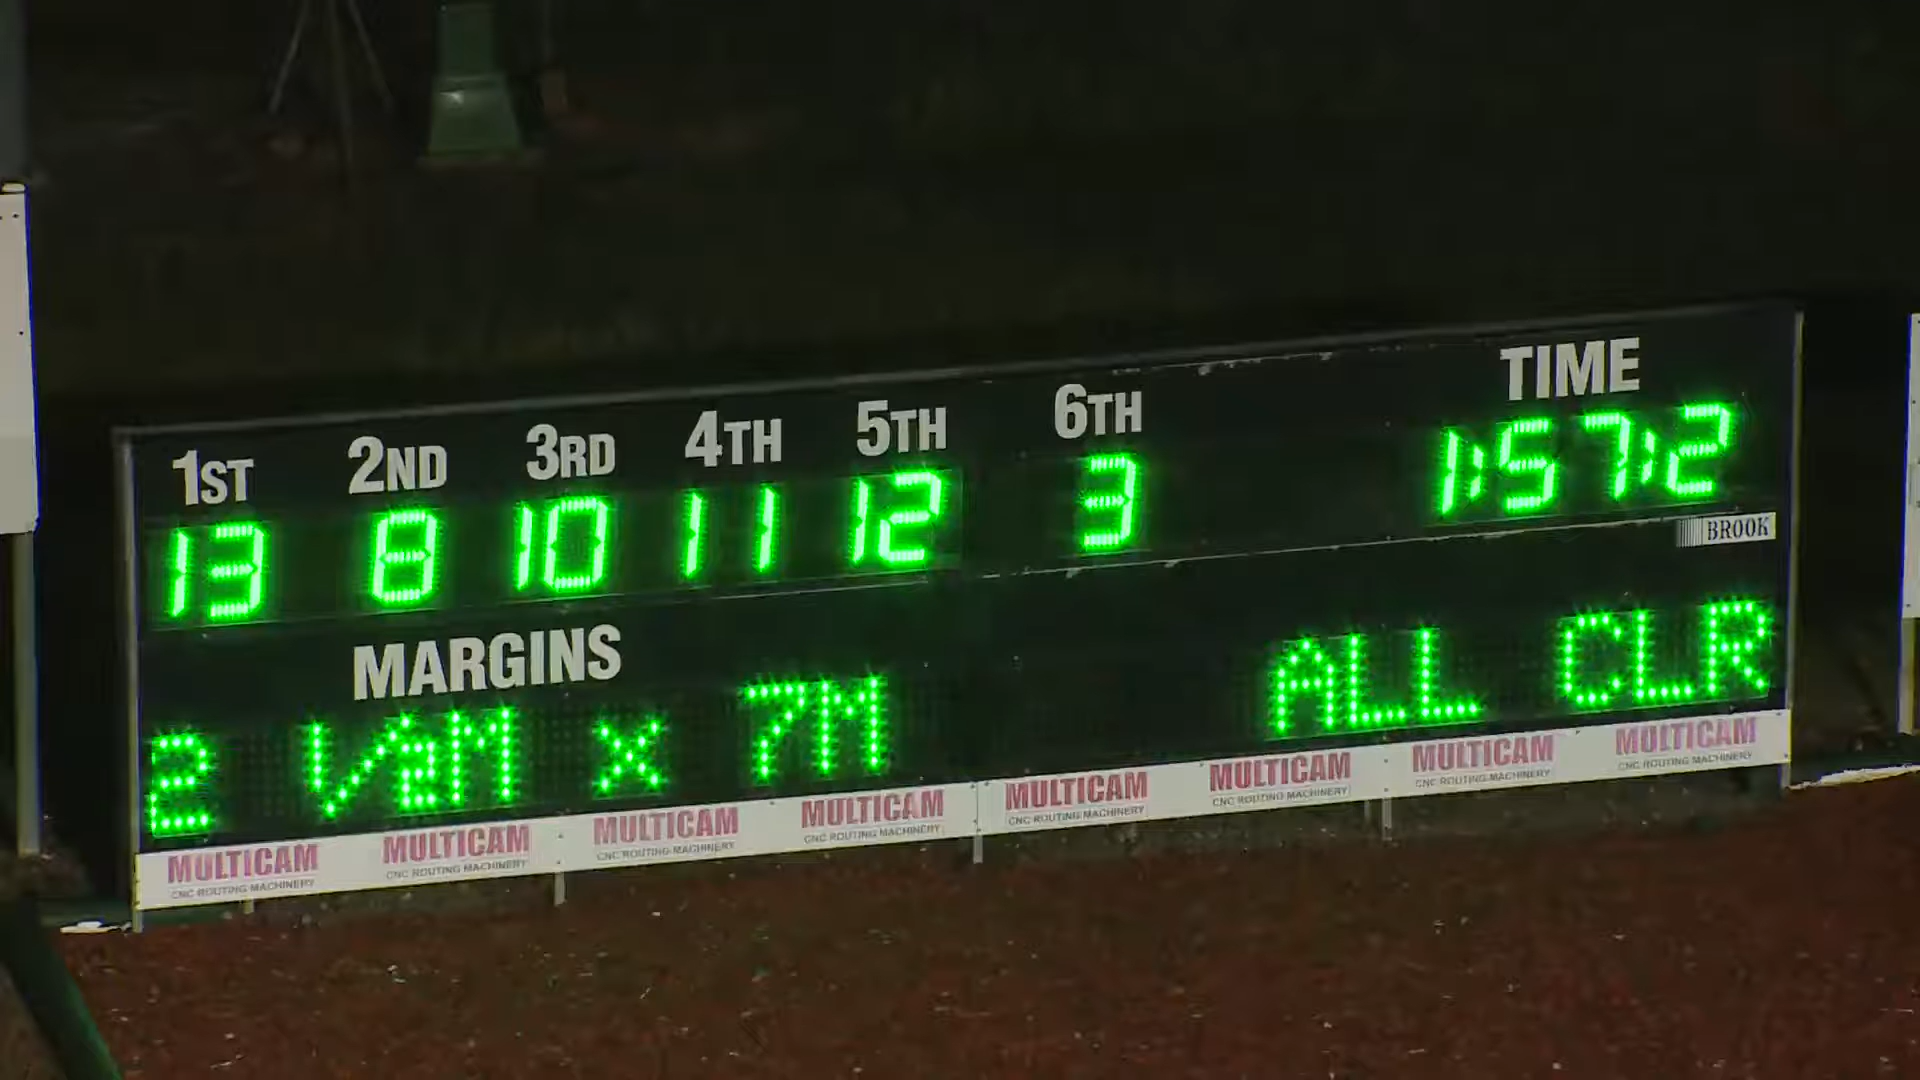 1ST 2ND 3RD 4TH 5TH 6TH TIME
13 8 10 11 12 3 1:57:2
BROOK
MARGINS
2 ½M x 7M ALL CLR
MULTICAM MULTICAM MULTICAM MULTICAM MULTICAM MULTICAM MULTICAM MULTICAM
CNC ROUTING MACHINERY CNC ROUTING MACHINERY CNC ROUTING MACHINERY CNC ROUTING MACHINERY CNC ROUTING MACHINERY CNC ROUTING MACHINERY CNC ROUTING MACHINERY CNC ROUTING MACHINERY